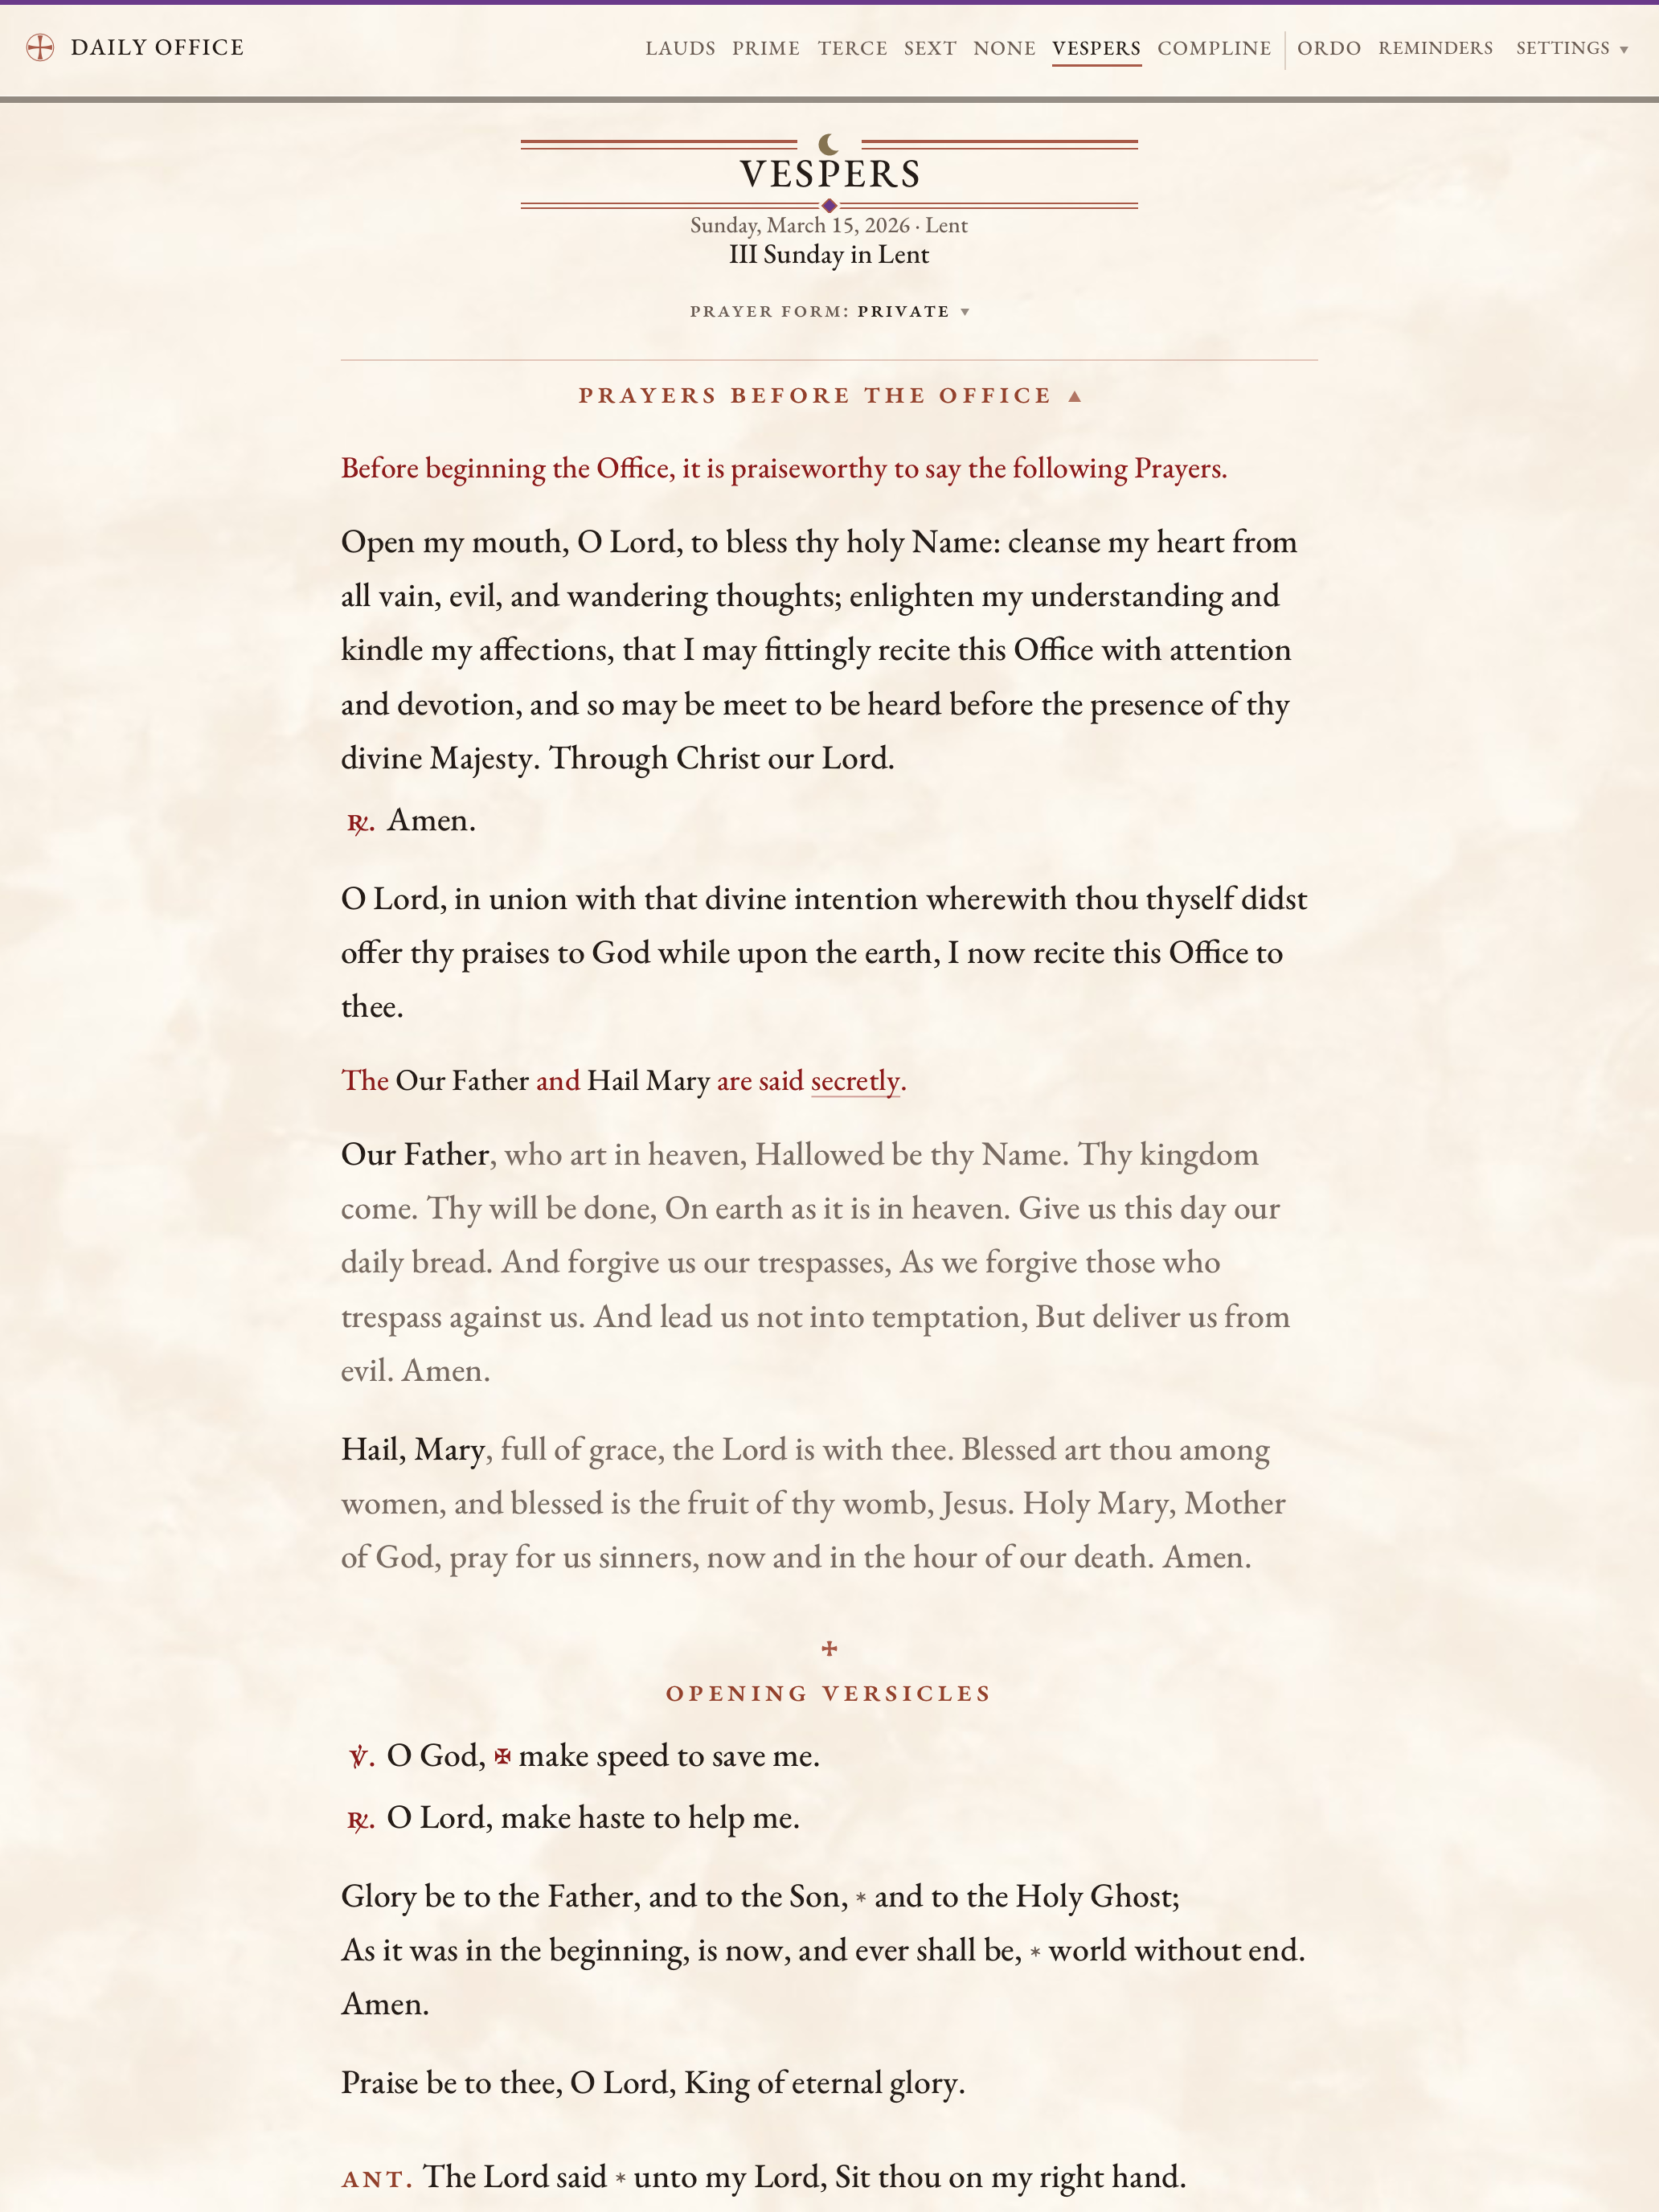 DAILY OFFICE
LAUDS PRIME TERCE SEXT NONE VESPERS COMPLINE ORDO REMINDERS SETTINGS ▼
VESPERS
Sunday, March 15, 2026 · Lent
III Sunday in Lent
PRAYER FORM: PRIVATE ▼
PRAYERS BEFORE THE OFFICE ▲
Before beginning the Office, it is praiseworthy to say the following Prayers.
Open my mouth, O Lord, to bless thy holy Name: cleanse my heart from
all vain, evil, and wandering thoughts; enlighten my understanding and
kindle my affections, that I may fittingly recite this Office with attention
and devotion, and so may be meet to be heard before the presence of thy
divine Majesty. Through Christ our Lord.
℟. Amen.
O Lord, in union with that divine intention wherewith thou thyself didst
offer thy praises to God while upon the earth, I now recite this Office to
thee.
The Our Father and Hail Mary are said secretly.
Our Father, who art in heaven, Hallowed be thy Name. Thy kingdom
come. Thy will be done, On earth as it is in heaven. Give us this day our
daily bread. And forgive us our trespasses, As we forgive those who
trespass against us. And lead us not into temptation, But deliver us from
evil. Amen.
Hail, Mary, full of grace, the Lord is with thee. Blessed art thou among
women, and blessed is the fruit of thy womb, Jesus. Holy Mary, Mother
of God, pray for us sinners, now and in the hour of our death. Amen.
OPENING VERSICLES
℣. O God, ✠ make speed to save me.
℟. O Lord, make haste to help me.
Glory be to the Father, and to the Son, * and to the Holy Ghost;
As it was in the beginning, is now, and ever shall be, * world without end.
Amen.
Praise be to thee, O Lord, King of eternal glory.
ANT. The Lord said * unto my Lord, Sit thou on my right hand.